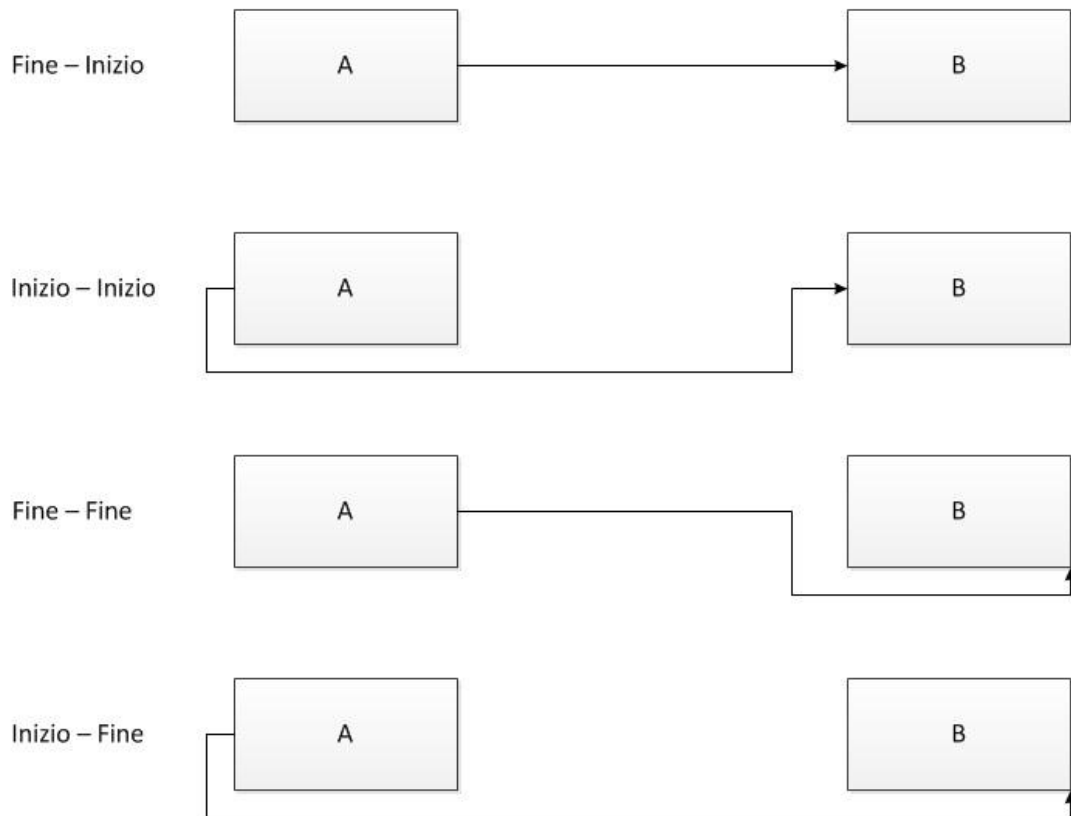 Fine – Inizio A B
Inizio – Inizio A B
Fine – Fine A B
Inizio – Fine A B